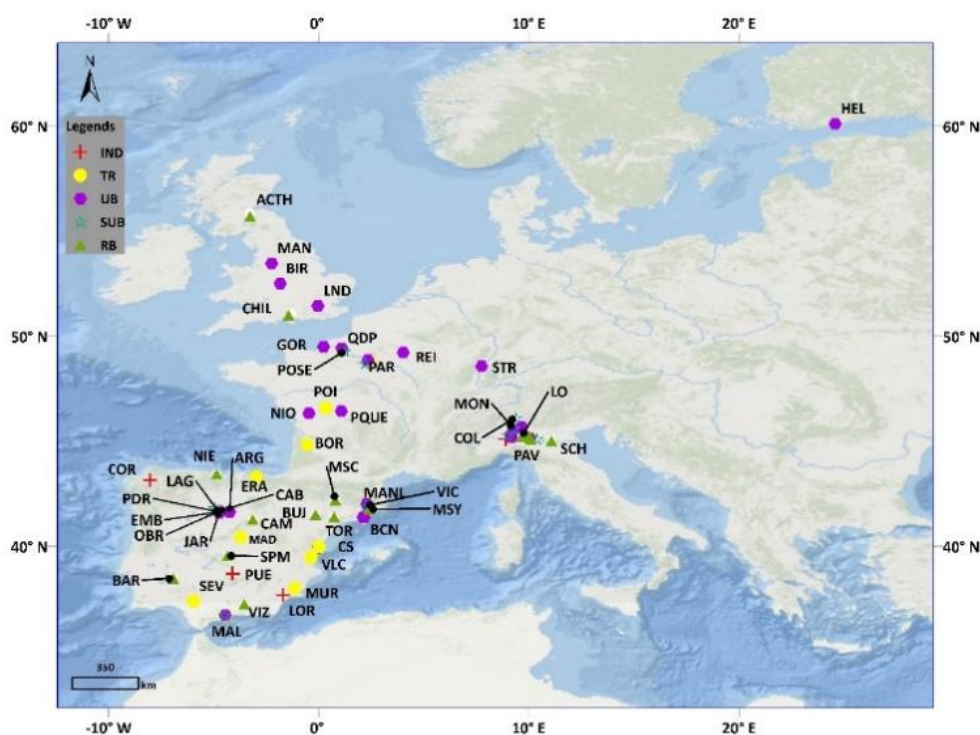 -10° W 0° 10° E 20° E
N
Legends
IND
TR
UB
SUB
RB
60° N 60° N
HEL
ACTH
MAN
BIR
LND
CHIL
50° N 50° N
GOR QDP
POSE PAR REI
STR
POI
MON LO
NIO PQUE
COL
BOR PAV SCH
NIE ARG MSC
COR LAG ERA MANL VIC
PDR CAB MSY
EMB BUJ
OBR CAM TOR BCN
JAR MAD CS
40° N 40° N
SPM VLC
BAR PUE
SEV MUR
VIZ LOR
MAL
350
km
-10° W 0° 10° E 20° E